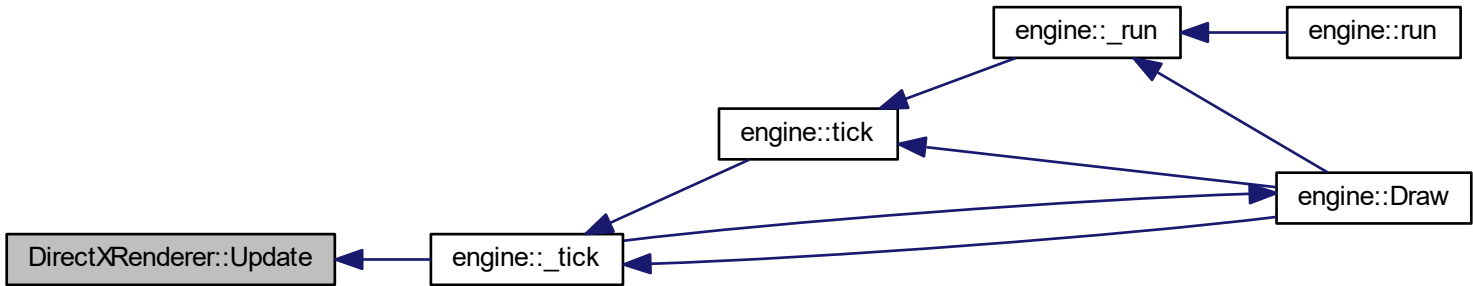 engine::_run
engine::run
engine::tick
engine::Draw
DirectXRenderer::Update
engine::_tick